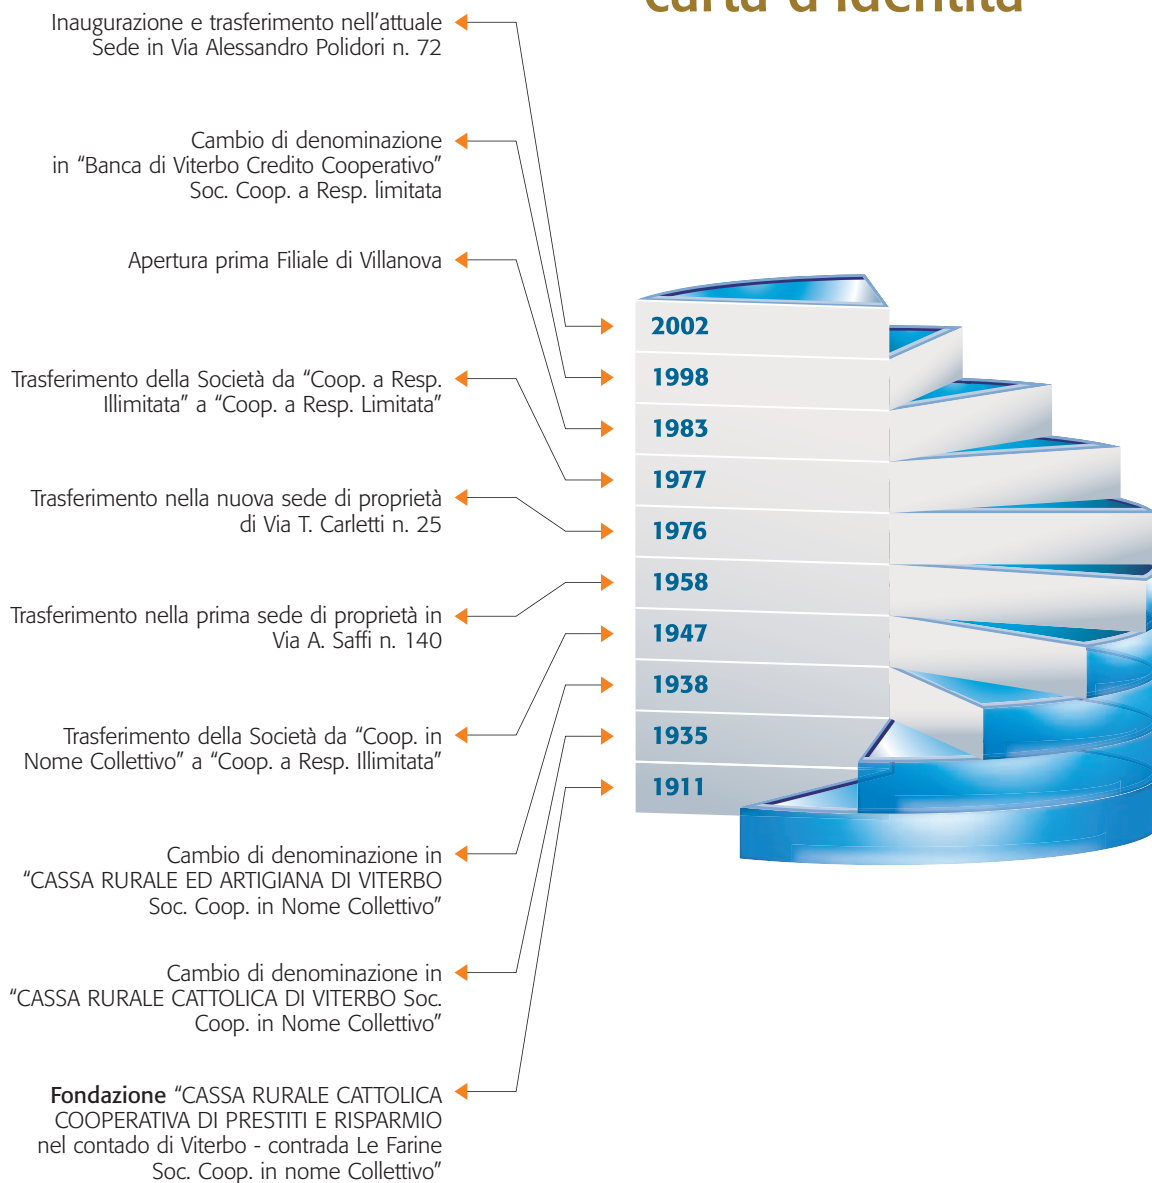 Carta d'Identità
Inaugurazione e trasferimento nell'attuale
Sede in Via Alessandro Polidori n. 72
Cambio di denominazione
in “Banca di Viterbo Credito Cooperativo”
Soc. Coop. a Resp. limitata
Apertura prima Filiale di Villanova
Trasferimento della Società da “Coop. a Resp.
Illimitata” a “Coop. a Resp. Limitata”
Trasferimento nella nuova sede di proprietà
di Via T. Carletti n. 25
Trasferimento nella prima sede di proprietà in
Via A. Saffi n. 140
Trasferimento della Società da “Coop. in
Nome Collettivo” a “Coop. a Resp. Illimitata”
Cambio di denominazione in
“CASSA RURALE ED ARTIGIANA DI VITERBO
Soc. Coop. in Nome Collettivo”
Cambio di denominazione in
“CASSA RURALE CATTOLICA DI VITERBO Soc.
Coop. in Nome Collettivo”
Fondazione “CASSA RURALE CATTOLICA
COOPERATIVA DI PRESTITI E RISPARMIO
nel contado di Viterbo - contrada Le Farine
Soc. Coop. in nome Collettivo”
2002
1998
1983
1977
1976
1958
1947
1938
1935
1911